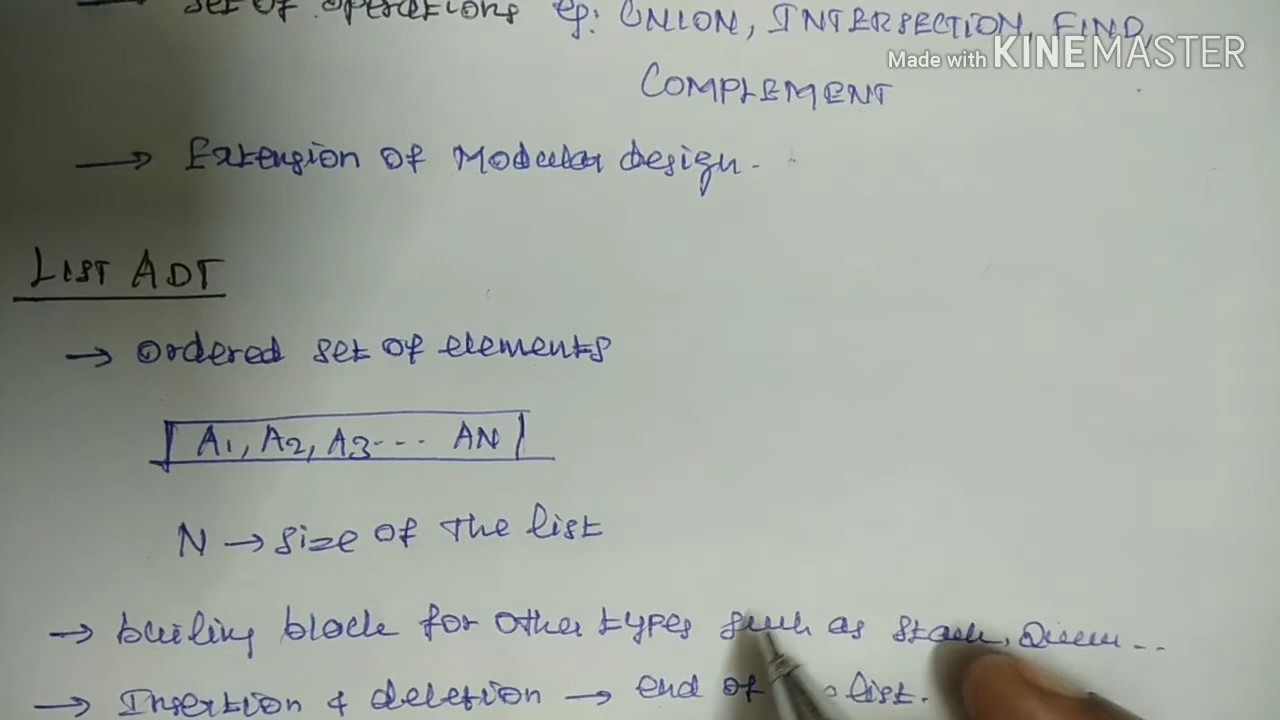 → Set of operations eg: UNION, INTERSECTION, FIND,
Made with KINEMASTER
COMPLEMENT
→ Extension of Modular design.
LIST ADT
→ Ordered set of elements
A1, A2, A3... AN
N → size of the list
→ builing block for other types such as stack, Queue...
→ Insertion & deletion → end of list.